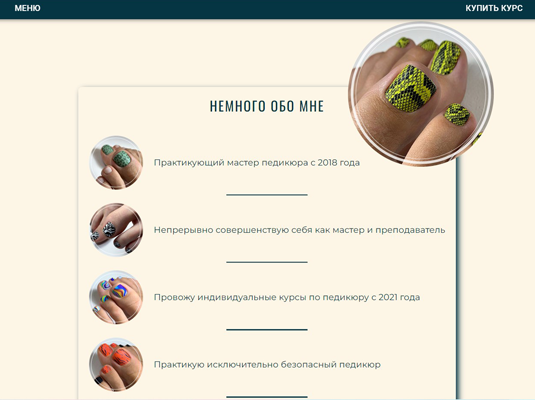 МЕНЮ
КУПИТЬ КУРС
НЕМНОГО ОБО МНЕ
Практикующий мастер педикюра с 2018 года
Непрерывно совершенствую себя как мастер и преподаватель
Провожу индивидуальные курсы по педикюру с 2021 года
Практикую исключительно безопасный педикюр